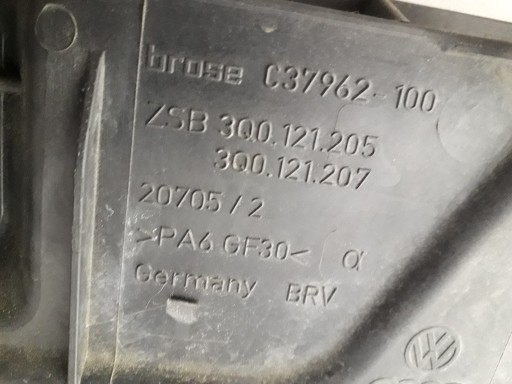 brose C37962-100
ZSB 3Q0.121.205
3Q0.121.207
20705/2
>PA6 GF30< α
Germany BRV